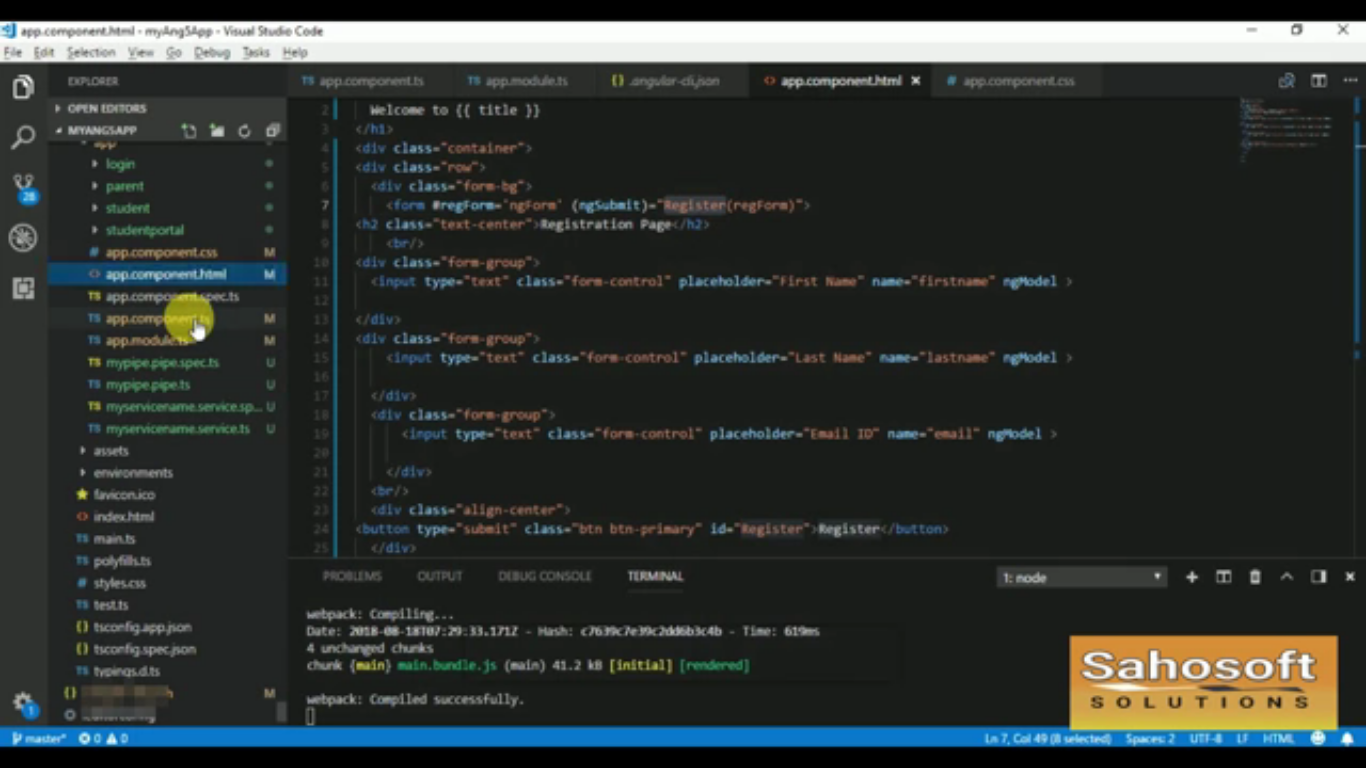 app.component.html - myAng5App - Visual Studio Code
File Edit Selection View Go Debug Tasks Help
EXPLORER
OPEN EDITORS
MYANG5APP
app
login
parent
student
studentportal
app.component.css M
app.component.html M
app.component.spec.ts
app.component.ts M
app.module.ts M
mypipe.pipe.spec.ts U
mypipe.pipe.ts U
myservicename.service.sp... U
myservicename.service.ts U
assets
environments
favicon.ico
index.html
main.ts
polyfills.ts
styles.css
test.ts
tsconfig.app.json
tsconfig.spec.json
typings.d.ts
M
28
1
TS app.component.ts TS app.module.ts {} .angular-cli.json <> app.component.html × # app.component.css
2 Welcome to {{ title }}
3 </h1>
4 <div class="container">
5 <div class="row">
6 <div class="form-bg">
7 <form #regForm='ngForm' (ngSubmit)="Register(regForm)">
8 <h2 class="text-center">Registration Page</h2>
9 <br/>
10 <div class="form-group">
11 <input type="text" class="form-control" placeholder="First Name" name="firstname" ngModel >
12
13 </div>
14 <div class="form-group">
15 <input type="text" class="form-control" placeholder="Last Name" name="lastname" ngModel >
16
17 </div>
18 <div class="form-group">
19 <input type="text" class="form-control" placeholder="Email ID" name="email" ngModel >
20
21 </div>
22 <br/>
23 <div class="align-center">
24 <button type="submit" class="btn btn-primary" id="Register">Register</button>
25 </div>
PROBLEMS OUTPUT DEBUG CONSOLE TERMINAL 1: node
webpack: Compiling...
Date: 2018-08-18T07:29:33.171Z - Hash: c7639c7e39c2dd6b3c4b - Time: 619ms
4 unchanged chunks
chunk {main} main.bundle.js (main) 41.2 kB [initial] [rendered]
webpack: Compiled successfully.
Sahosoft
SOLUTIONS
master* 0 0 Ln 7, Col 49 (8 selected) Spaces: 2 UTF-8 LF HTML